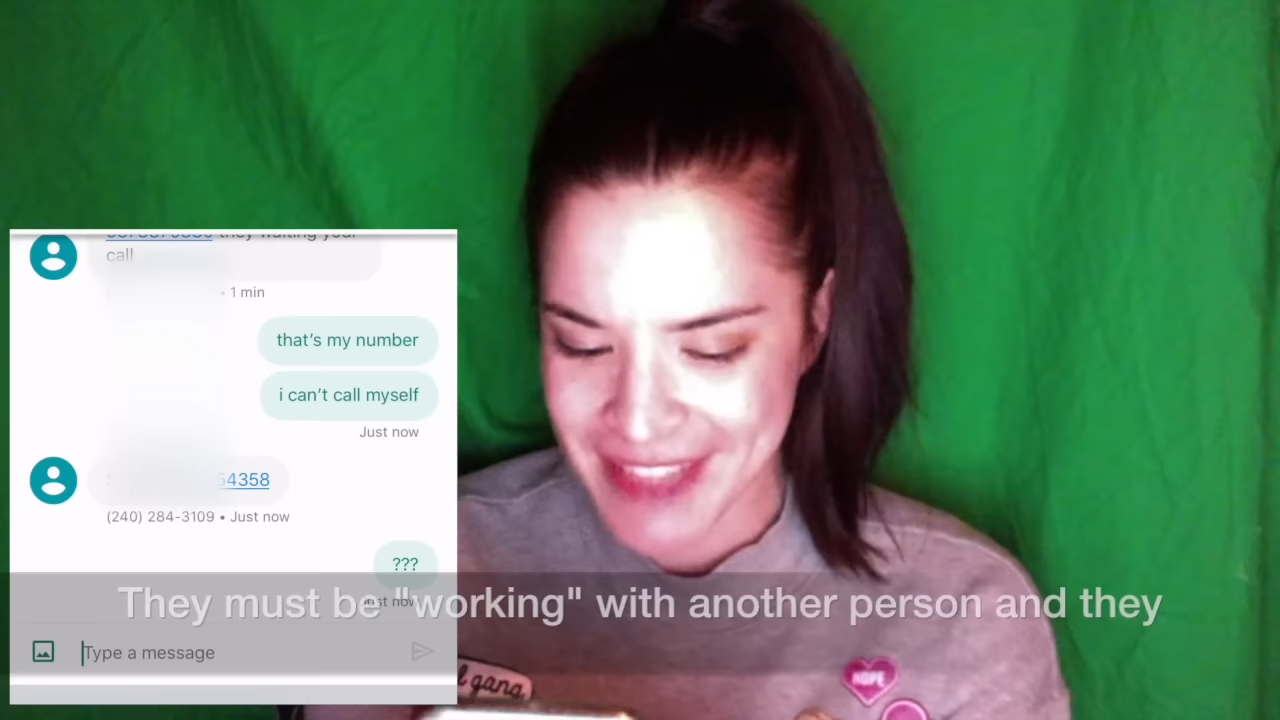 they waiting your
call
• 1 min
that's my number
i can't call myself
Just now
54358
(240) 284-3109 • Just now
???
Just now
They must be "working" with another person and they
Type a message
l gang
HOPE